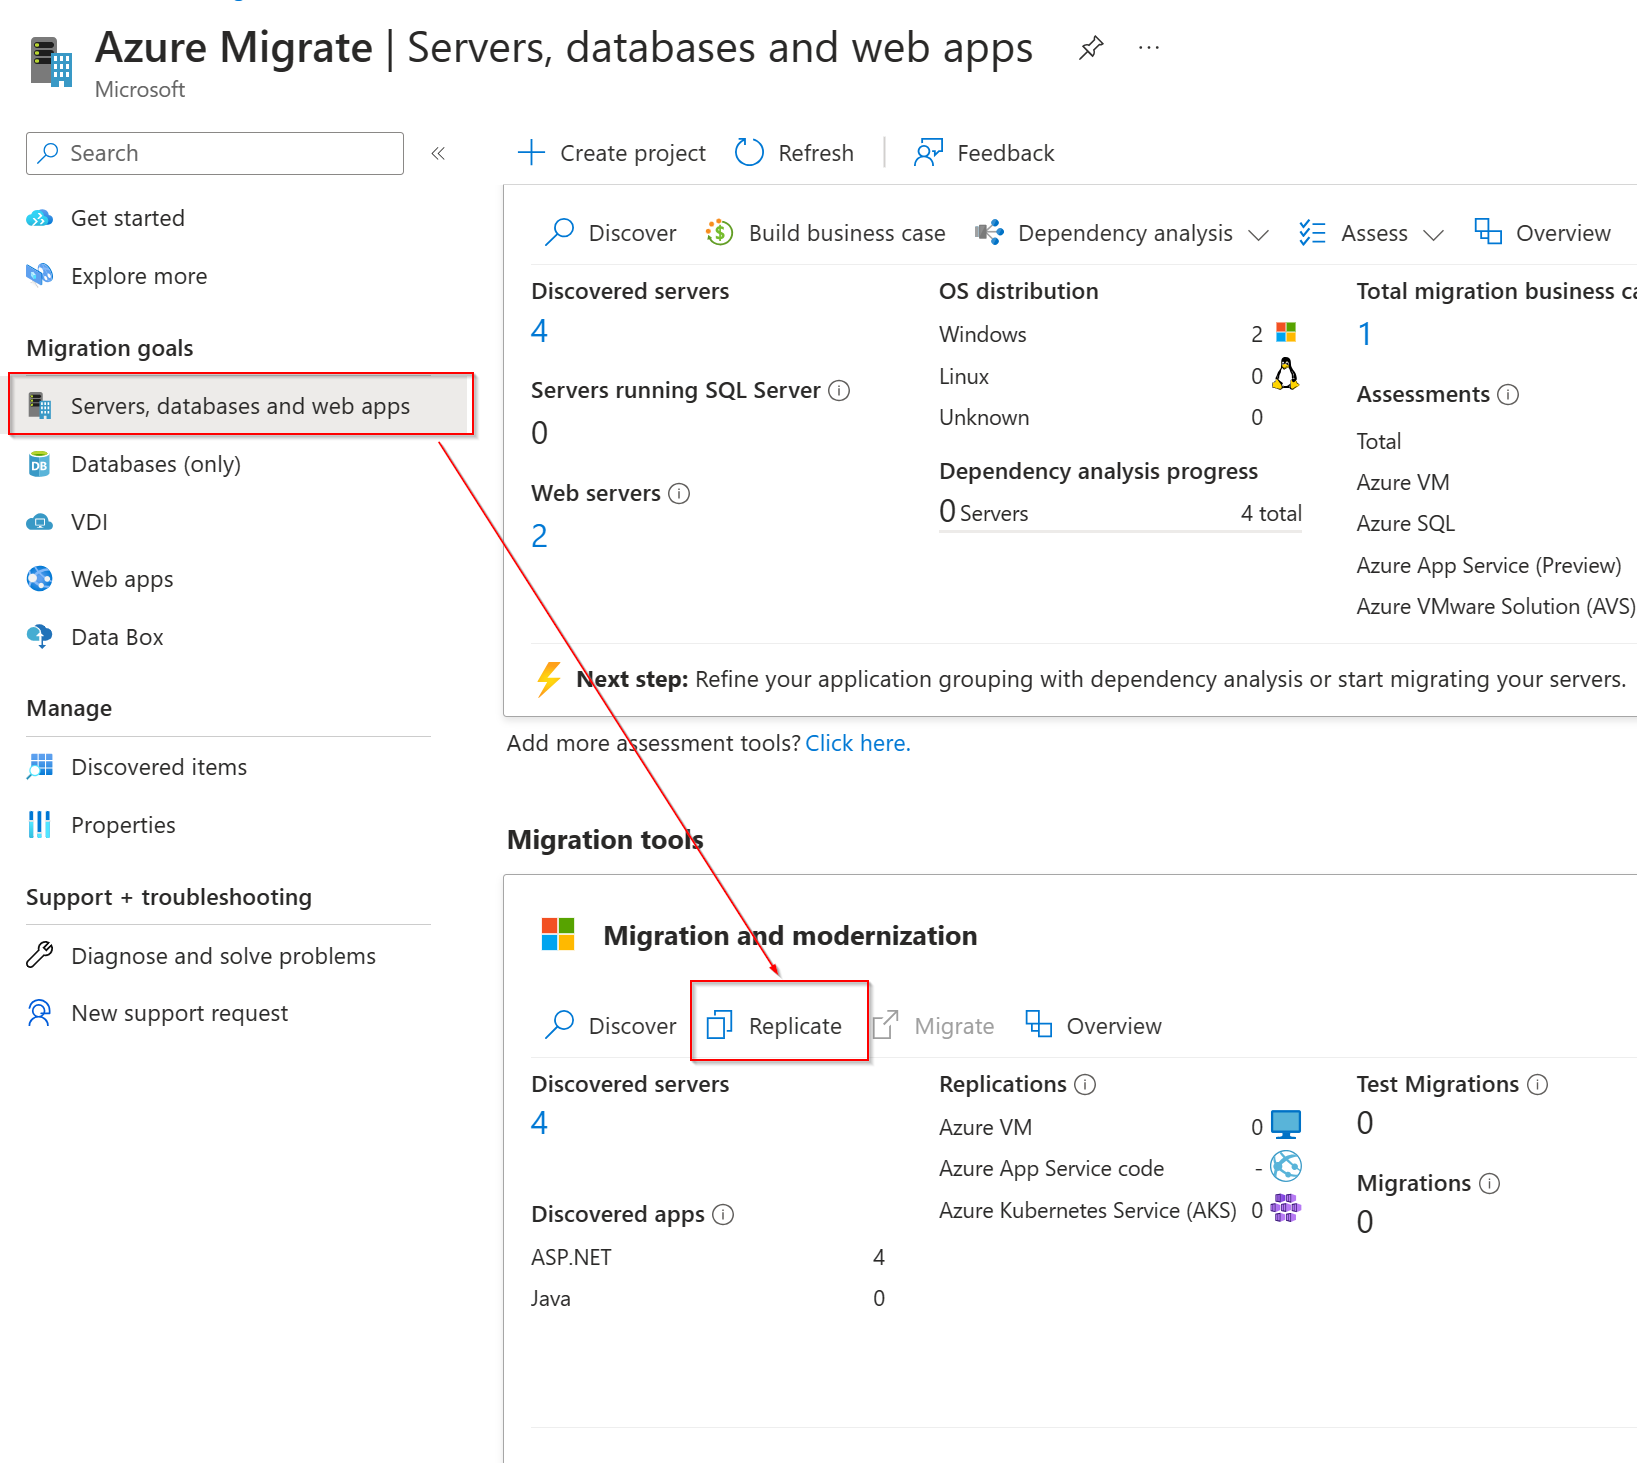 Azure Migrate | Servers, databases and web apps
Microsoft
Search
Get started
Explore more
Migration goals
Servers, databases and web apps
Databases (only)
VDI
Web apps
Data Box
Manage
Discovered items
Properties
Support + troubleshooting
Diagnose and solve problems
New support request
Create project Refresh Feedback
Discover Build business case Dependency analysis Assess Overview
Discovered servers
4
Servers running SQL Server
0
Web servers
2
OS distribution
Windows 2
Linux 0
Unknown 0
Dependency analysis progress
0 Servers 4 total
Total migration business ca
1
Assessments
Total
Azure VM
Azure SQL
Azure App Service (Preview)
Azure VMware Solution (AVS)
Next step: Refine your application grouping with dependency analysis or start migrating your servers.
Add more assessment tools? Click here.
Migration tools
Migration and modernization
Discover Replicate Migrate Overview
Discovered servers
4
Discovered apps
ASP.NET 4
Java 0
Replications
Azure VM 0
Azure App Service code -
Azure Kubernetes Service (AKS) 0
Test Migrations
0
Migrations
0